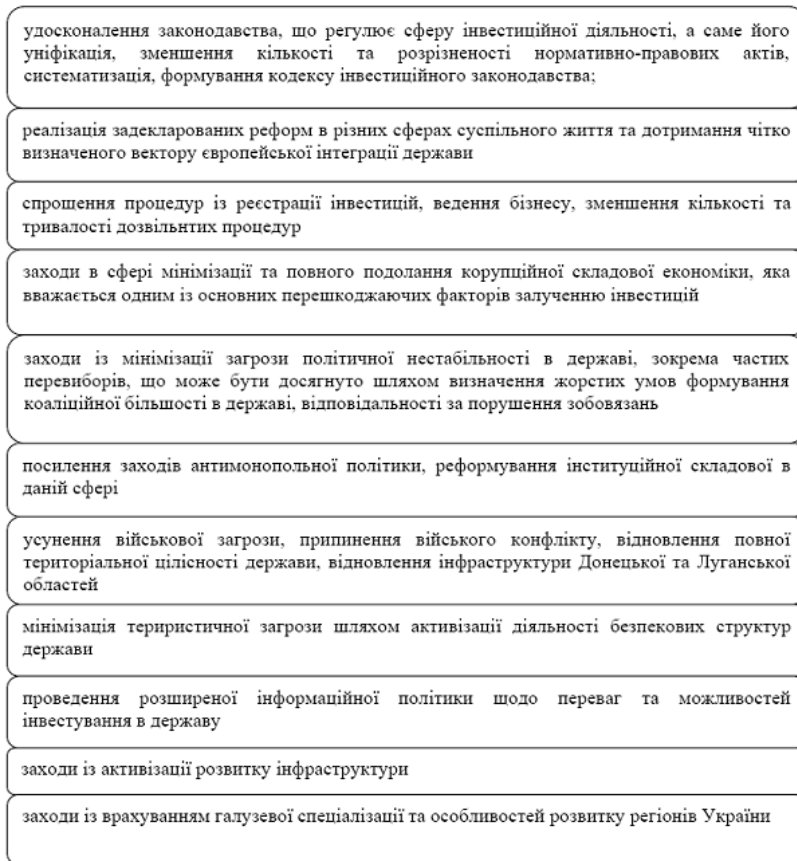 удосконалення законодавства, що регулює сферу інвестиційної діяльності, а саме його
уніфікація, зменшення кількості та розрізненості нормативно-правових актів,
систематизація, формування кодексу інвестиційного законодавства;
реалізація задекларованих реформ в різних сферах суспільного життя та дотримання чітко
визначеного вектору європейської інтеграції держави
спрощення процедур із реєстрації інвестицій, ведення бізнесу, зменшення кількості та
тривалості дозвільнтих процедур
заходи в сфері мінімізації та повного подолання корупційної складової економіки, яка
вважається одним із основних перешкоджаючих факторів залученню інвестицій
заходи із мінімізації загрози політичної нестабільності в державі, зокрема частих
перевиборів, що може бути досягнуто шляхом визначення жорстих умов формування
коаліційної більшості в державі, відповідальності за порушення зобовязань
посилення заходів антимонопольної політики, реформування інституційної складової в
даній сфері
усунення військової загрози, припинення війського конфлікту, відновлення повної
територіальної цілісності держави, відновлення інфраструктури Донецької та Луганської
областей
мінімізація териристичної загрози шляхом активізації діяльності безпекових структур
держави
проведення розширеної інформаційної політики щодо переваг та можливостей
інвестування в державу
заходи із активізації розвитку інфраструктури
заходи із врахуванням галузевої спеціалізації та особливостей розвитку регіонів України